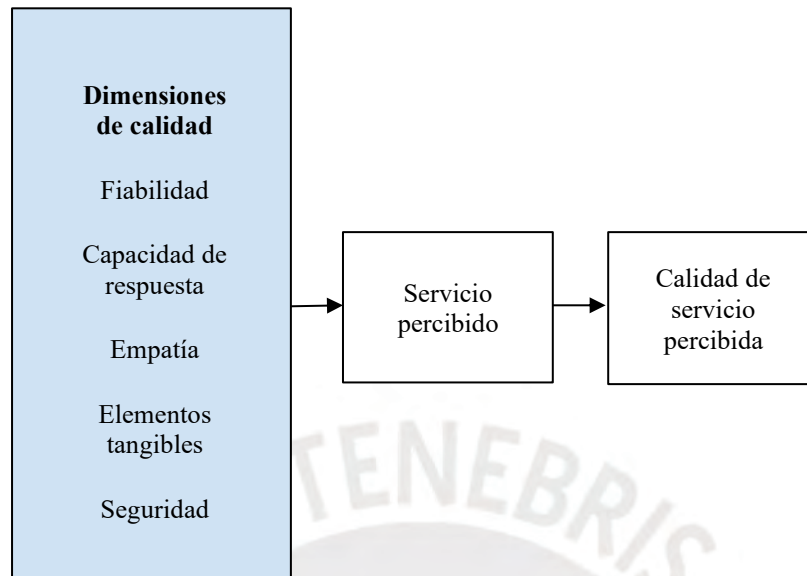 Dimensiones
de calidad
Fiabilidad
Capacidad de
respuesta
Empatía
Elementos
tangibles
Seguridad
Servicio
percibido
Calidad de
servicio
percibida
TENEBRIS